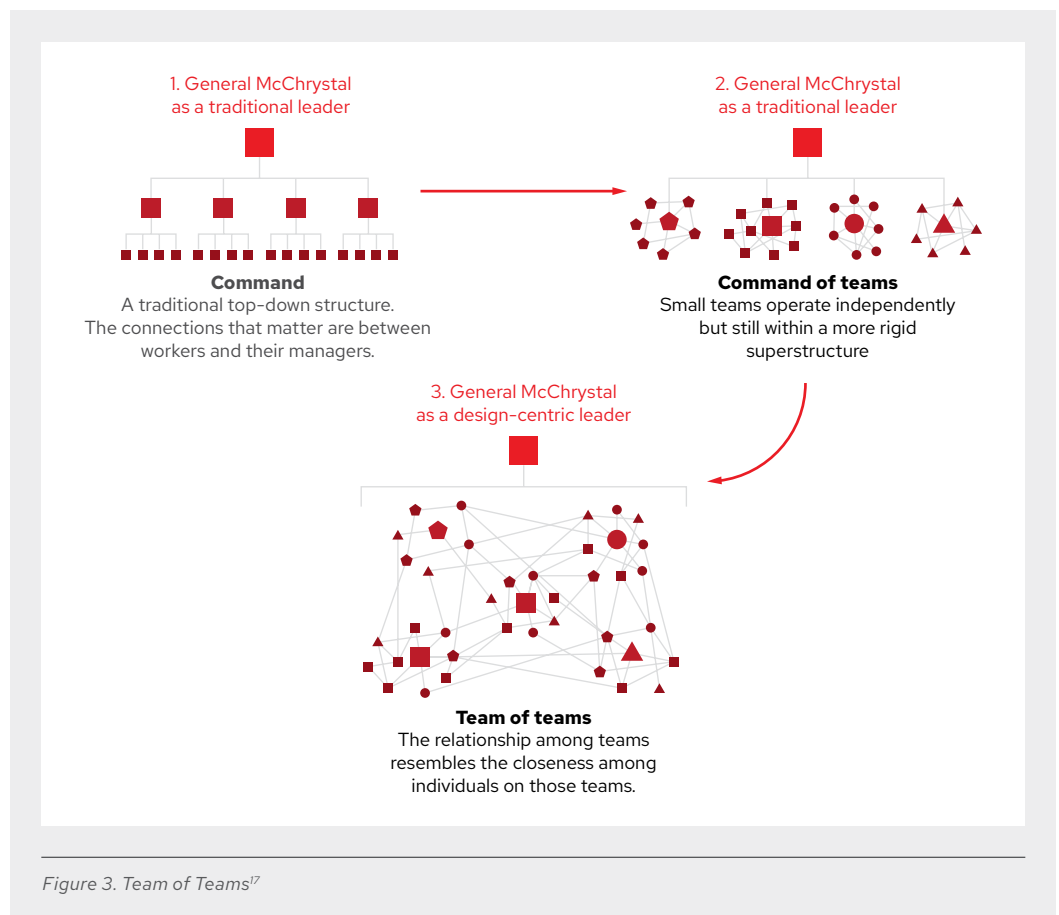 1. General McChrystal
as a traditional leader
2. General McChrystal
as a traditional leader
Command
A traditional top-down structure.
The connections that matter are between
workers and their managers.
Command of teams
Small teams operate independently
but still within a more rigid
superstructure
3. General McChrystal
as a design-centric leader
Team of teams
The relationship among teams
resembles the closeness among
individuals on those teams.
Figure 3. Team of Teams17